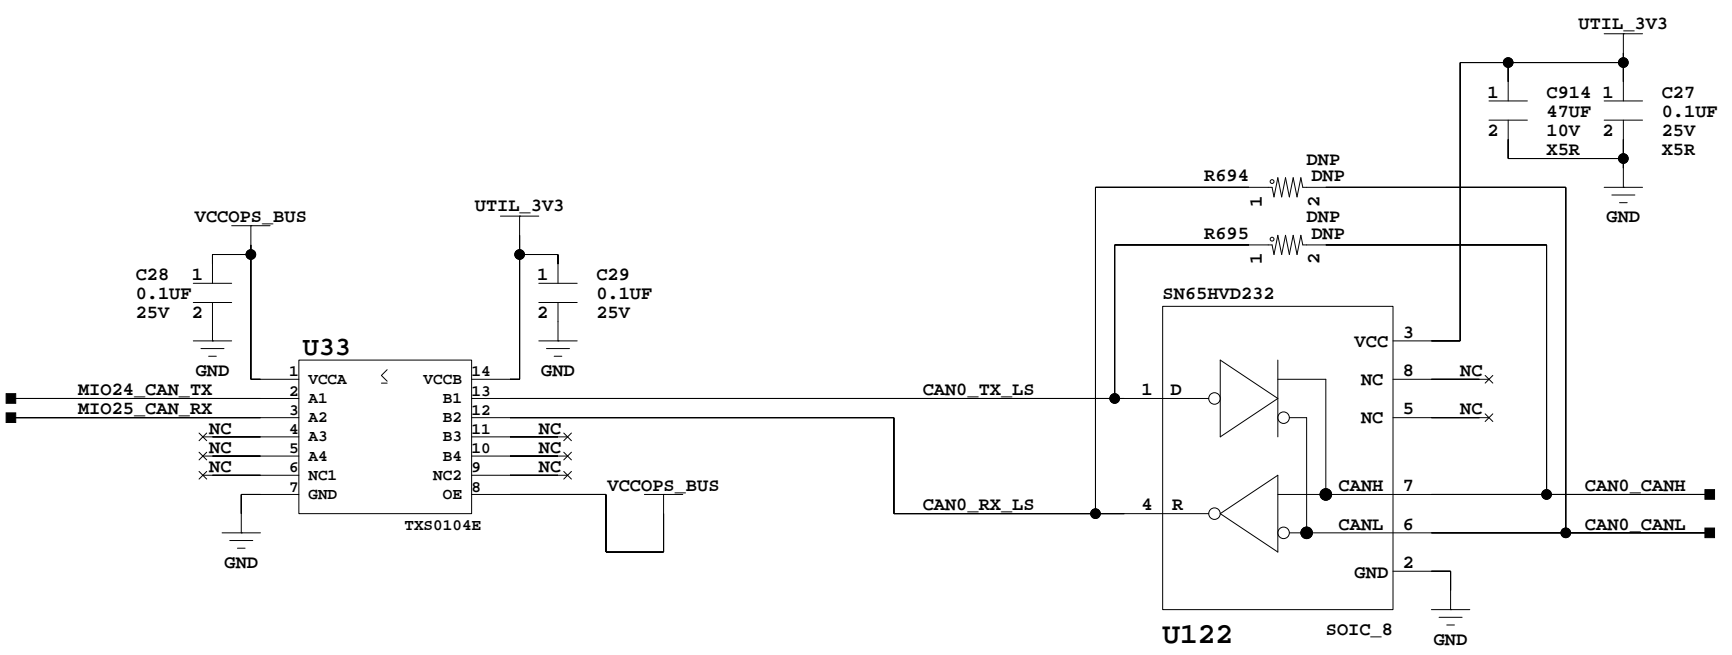 UTIL_3V3
1
C914
47UF
10V
X5R
2
1
C27
0.1UF
25V
X5R
2
GND
DNP
R694
DNP
1
2
DNP
R695
DNP
1
2
VCCOPS_BUS
UTIL_3V3
C28
0.1UF
25V
1
2
GND
1
2
C29
0.1UF
25V
GND
U33
1 VCCA
VCCB 14
MIO24_CAN_TX 2 A1
B1 13
MIO25_CAN_RX 3 A2
B2 12
NC 4 A3
B3 11 NC
NC 5 A4
B4 10 NC
NC 6 NC1
NC2 9 NC
7 GND
OE 8
VCCOPS_BUS
TXS0104E
GND
CAN0_TX_LS
CAN0_RX_LS
SN65HVD232
1 D
4 R
VCC 3
NC 8 NC
NC 5 NC
CANH 7 CAN0_CANH
CANL 6 CAN0_CANL
GND 2
GND
U122
SOIC_8